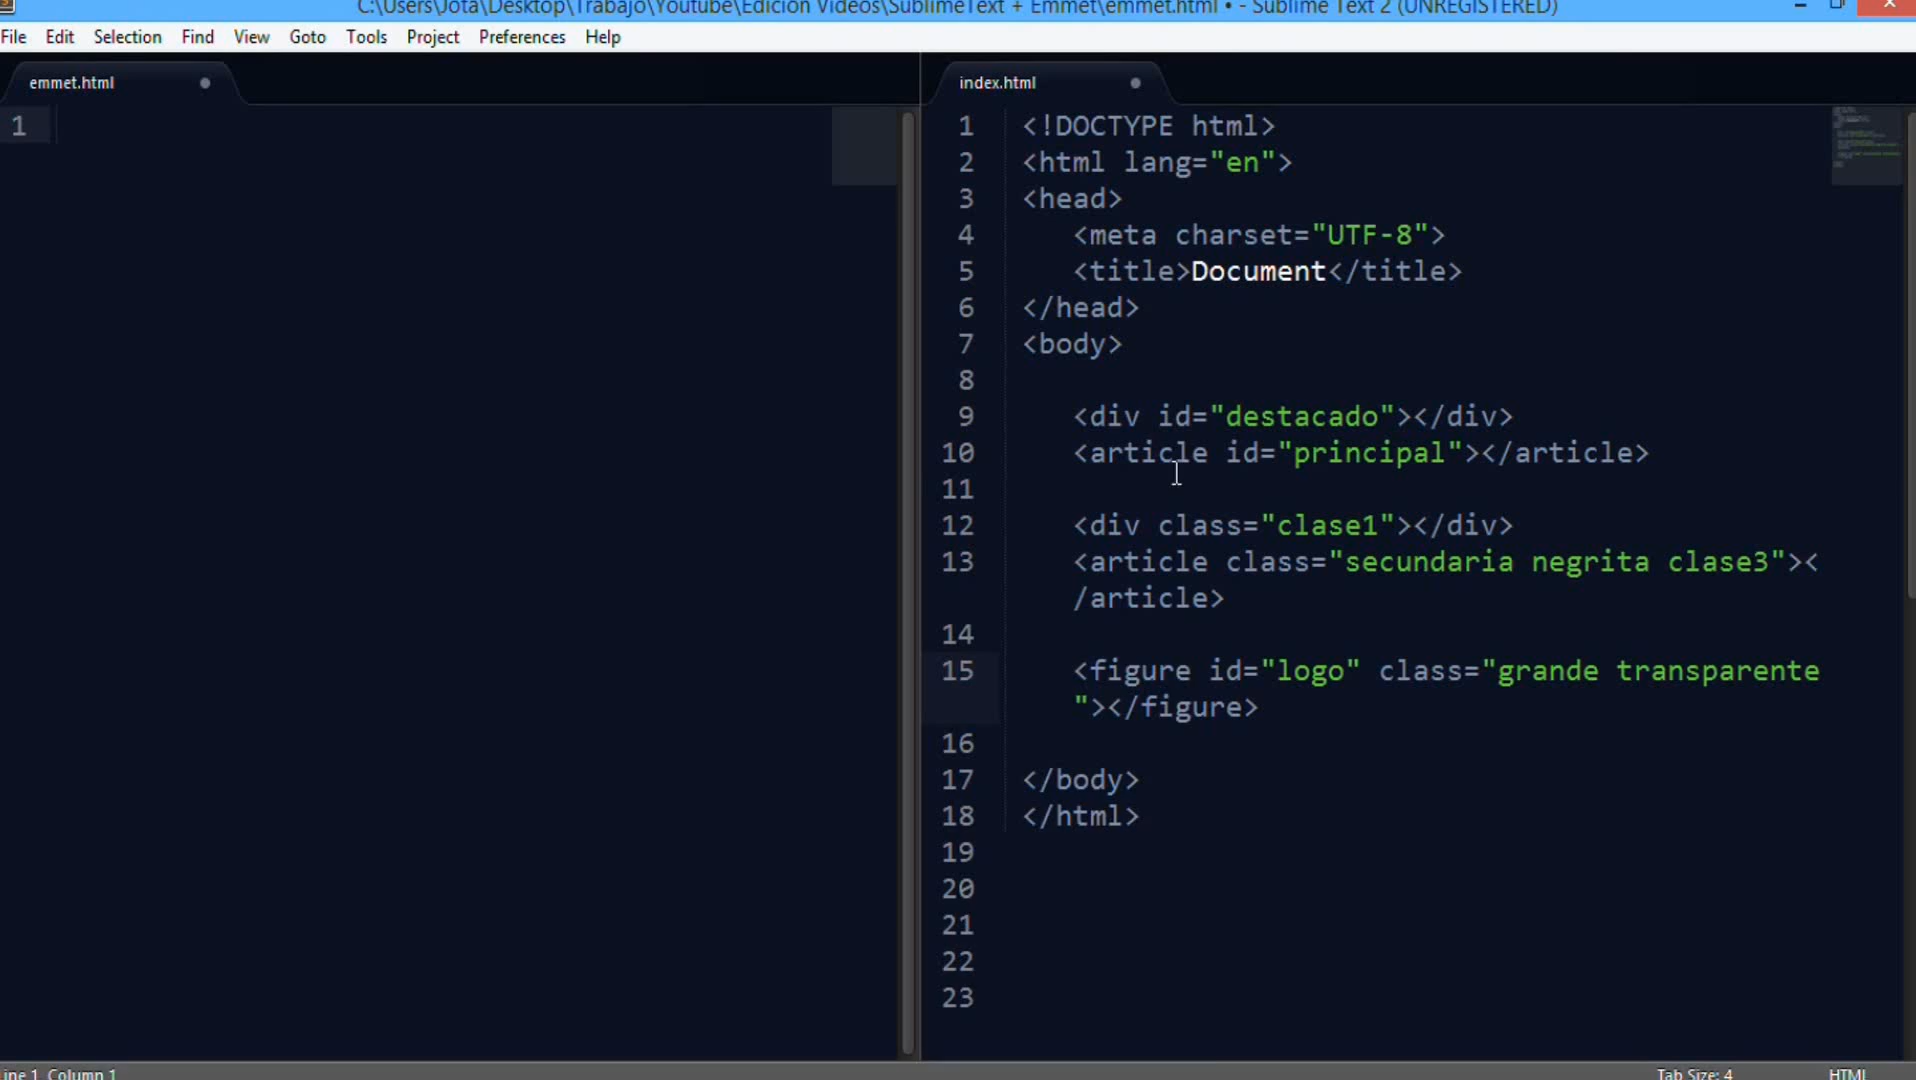 C:\Users\Jota\Desktop\Trabajo\Youtube\Edicion Videos\SublimeText + Emmet\emmet.html • - Sublime Text 2 (UNREGISTERED)
File Edit Selection Find View Goto Tools Project Preferences Help
emmet.html
1
index.html
1 <!DOCTYPE html>
2 <html lang="en">
3 <head>
4 <meta charset="UTF-8">
5 <title>Document</title>
6 </head>
7 <body>
8
9 <div id="destacado"></div>
10 <article id="principal"></article>
11
12 <div class="clase1"></div>
13 <article class="secundaria negrita clase3"><
/article>
14
15 <figure id="logo" class="grande transparente
"></figure>
16
17 </body>
18 </html>
19
20
21
22
23
ine 1, Column 1 Tab Size: 4 HTML